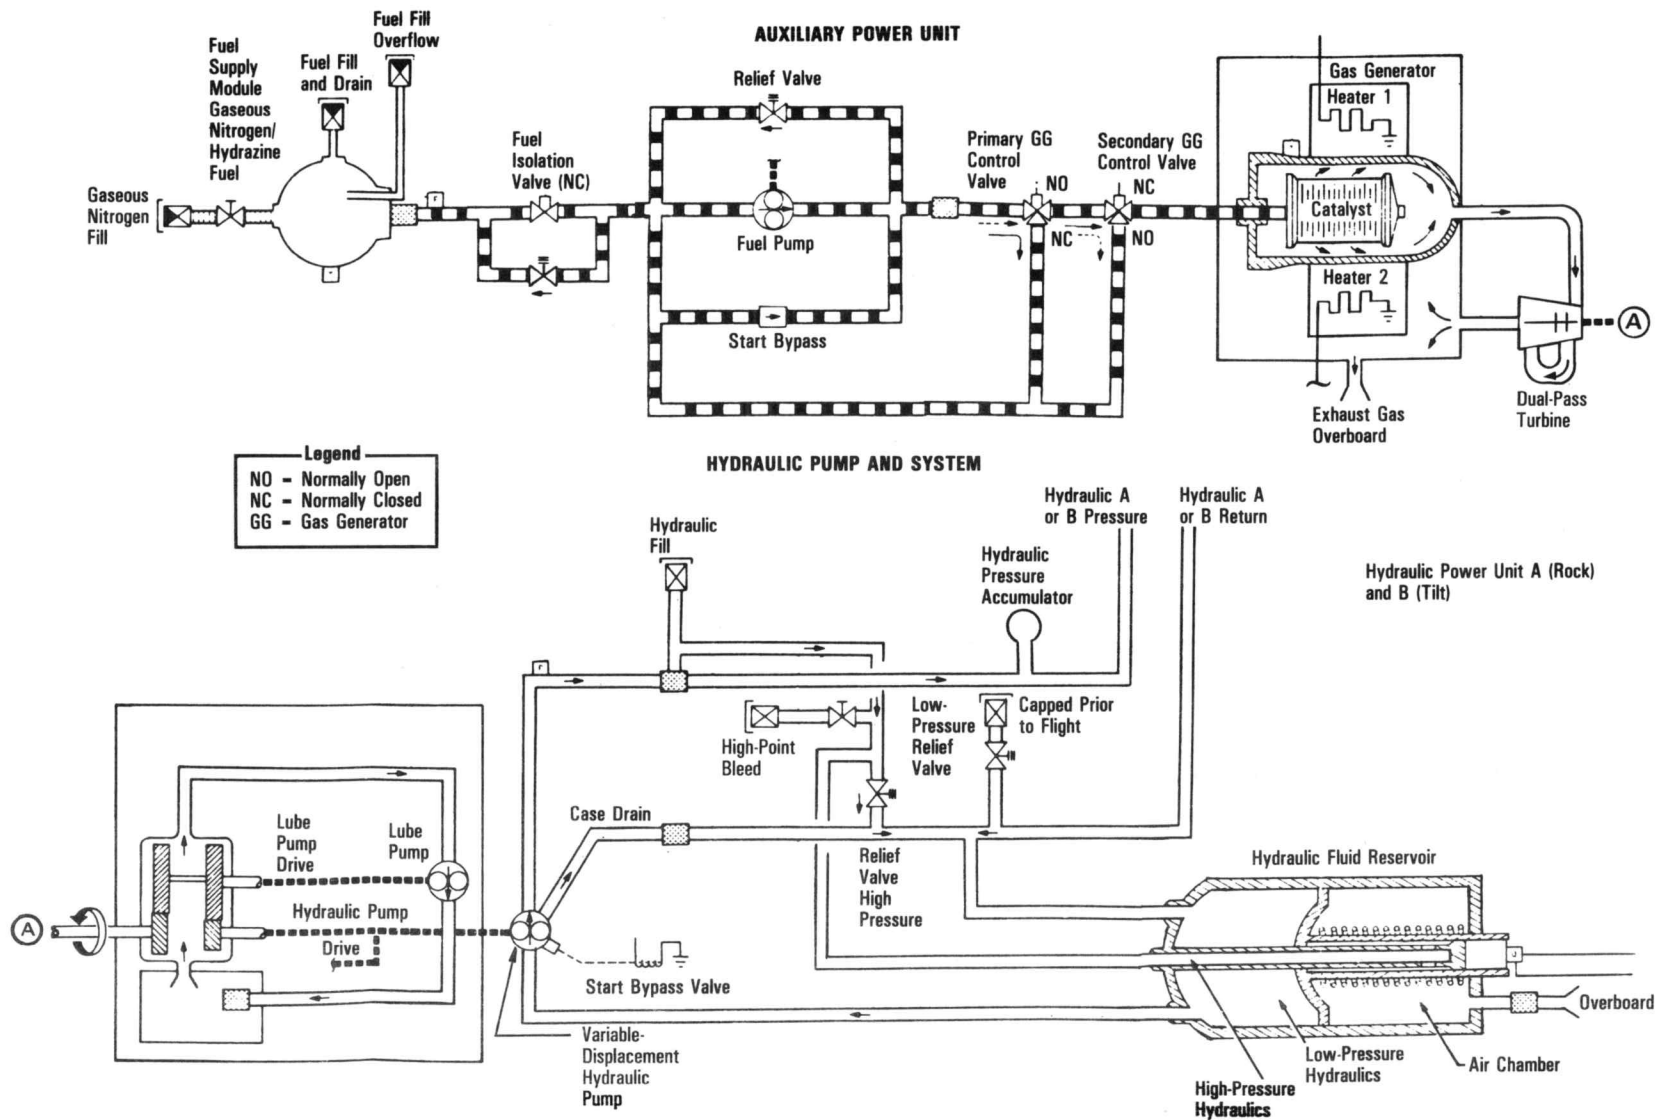 AUXILIARY POWER UNIT
Fuel Fill
Overflow
Fuel
Supply
Module
Gaseous
Nitrogen/
Hydrazine
Fuel
Fuel Fill
and Drain
Gaseous
Nitrogen
Fill
Fuel
Isolation
Valve (NC)
Relief Valve
Fuel Pump
Start Bypass
Primary GG
Control
Valve
NO
NC
Secondary GG
Control Valve
NC
NO
Gas Generator
Heater 1
Catalyst
Heater 2
Exhaust Gas
Overboard
A
Dual-Pass
Turbine
Legend
NO - Normally Open
NC - Normally Closed
GG - Gas Generator
HYDRAULIC PUMP AND SYSTEM
Hydraulic
Fill
Hydraulic
Pressure
Accumulator
Hydraulic A
or B Pressure
Hydraulic A
or B Return
Hydraulic Power Unit A (Rock)
and B (Tilt)
High-Point
Bleed
Low-
Pressure
Relief
Valve
Capped Prior
to Flight
Case Drain
Relief
Valve
High
Pressure
Lube
Pump
Drive
Lube
Pump
Hydraulic Pump
Drive
A
Start Bypass Valve
Variable-
Displacement
Hydraulic
Pump
Hydraulic Fluid Reservoir
Overboard
Air Chamber
Low-Pressure
Hydraulics
High-Pressure
Hydraulics